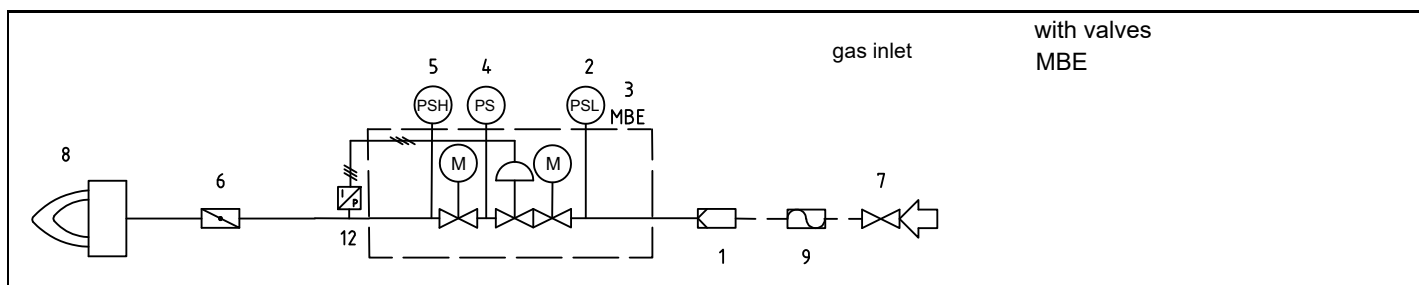 with valves
gas inlet
MBE
5 4 2
3
PSH PS PSL MBE
8 M M
6 7
I
P
12 1 9